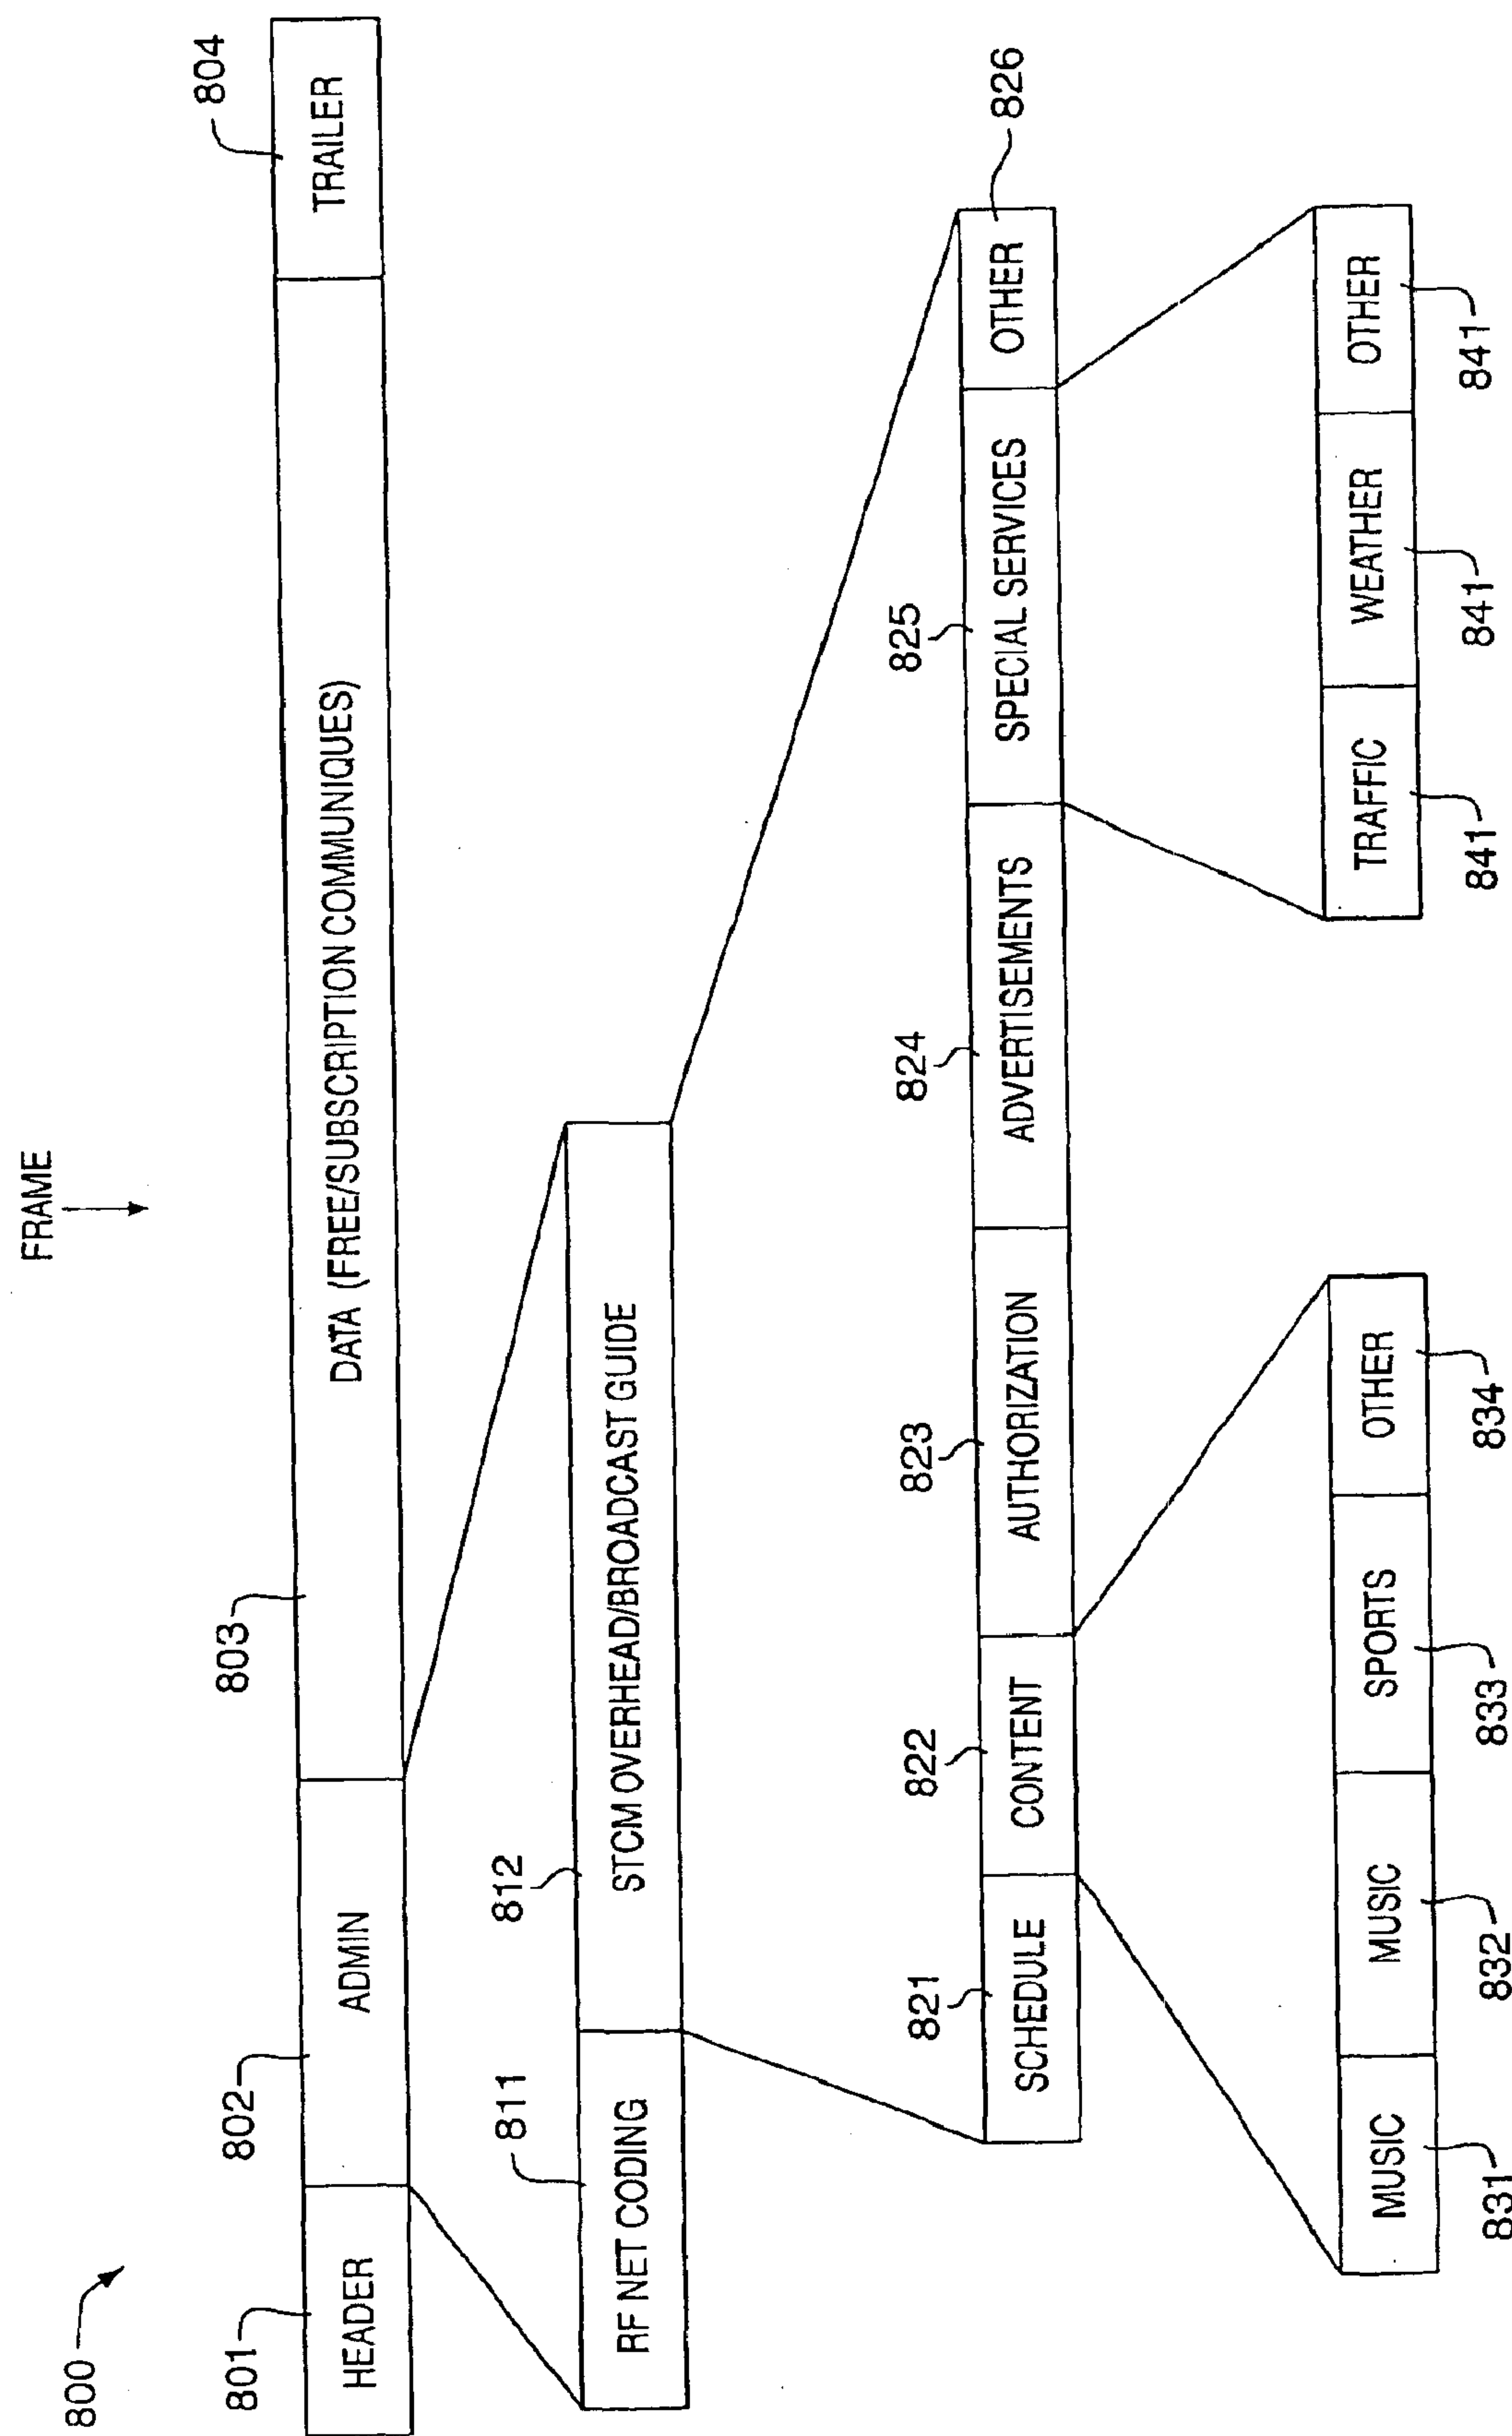 FRAME
800
801
802
803
804
HEADER
ADMIN
DATA (FREE/SUBSCRIPTION COMMUNIQUES)
TRAILER
811
812
RF NET CODING
STCM OVERHEAD/BROADCAST GUIDE
821
822
823
824
825
826
SCHEDULE
CONTENT
AUTHORIZATION
ADVERTISEMENTS
SPECIAL SERVICES
OTHER
MUSIC
MUSIC
SPORTS
OTHER
831
832
833
834
TRAFFIC
WEATHER
OTHER
841
841
841